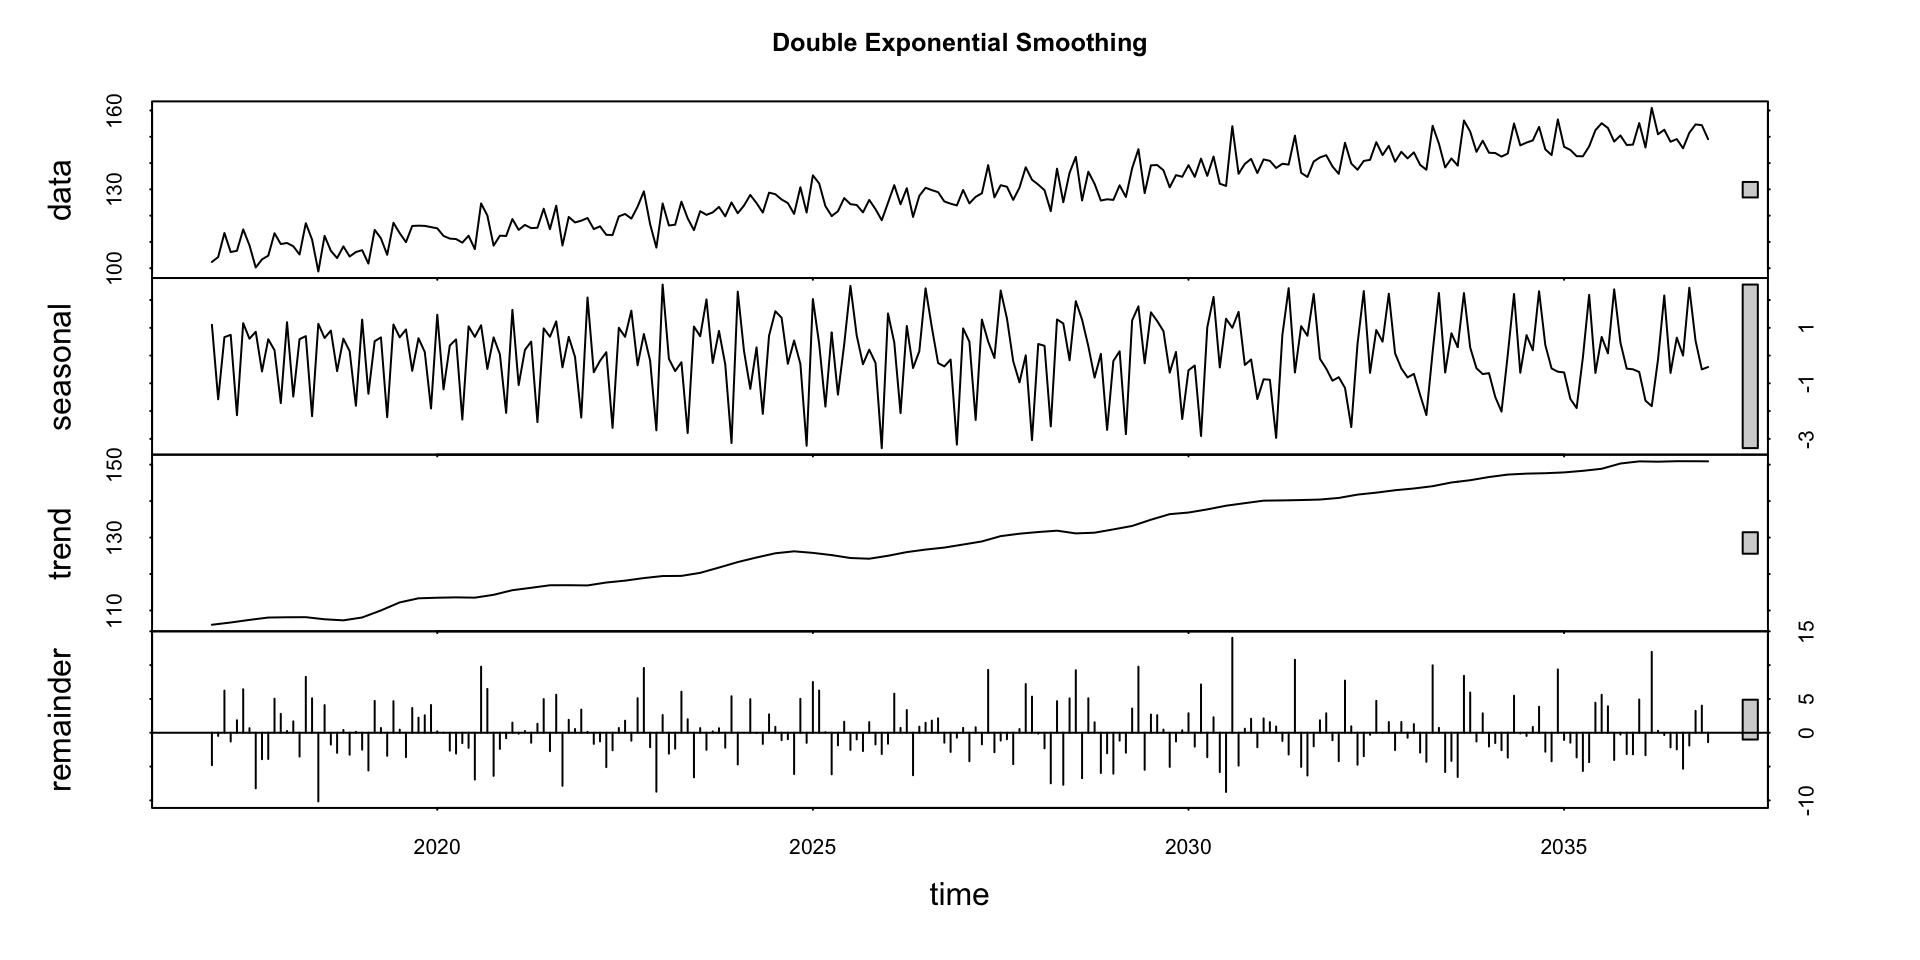 Double Exponential Smoothing
data
100 130 160
seasonal
-3 -1 1
trend
110 130 150
remainder
-10 0 5 15
2020 2025 2030 2035
time